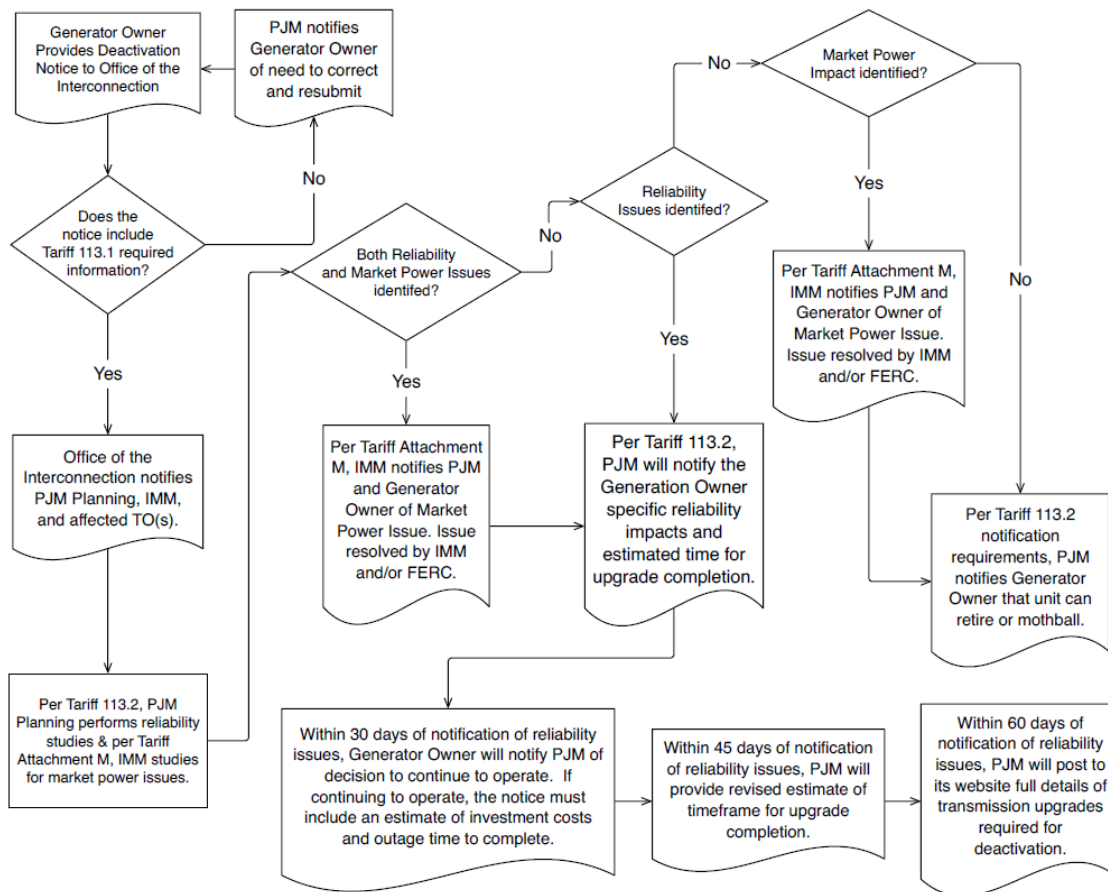 Generator Owner
Provides Deactivation
Notice to Office of the
Interconnection
PJM notifies
Generator Owner
of need to correct
and resubmit
No
Does the
notice include
Tariff 113.1 required
information?
Yes
Office of the
Interconnection notifies
PJM Planning, IMM,
and affected TO(s).
Per Tariff 113.2, PJM
Planning performs reliability
studies & per Tariff
Attachment M, IMM studies
for market power issues.
Both Reliability
and Market Power Issues
identifed?
No
Yes
Per Tariff Attachment
M, IMM notifies PJM
and Generator
Owner of Market
Power Issue. Issue
resolved by IMM
and/or FERC.
Reliability
Issues identifed?
No
Yes
Per Tariff 113.2,
PJM will notify the
Generation Owner
specific reliability
impacts and
estimated time for
upgrade completion.
Market Power
Impact identified?
Yes
No
Per Tariff Attachment M,
IMM notifies PJM and
Generator Owner of
Market Power Issue.
Issue resolved by IMM
and/or FERC.
Per Tariff 113.2
notification
requirements, PJM
notifies Generator
Owner that unit can
retire or mothball.
Within 30 days of notification of reliability
issues, Generator Owner will notify PJM of
decision to continue to operate. If
continuing to operate, the notice must
include an estimate of investment costs
and outage time to complete.
Within 45 days of notification
of reliability issues, PJM will
provide revised estimate of
timeframe for upgrade
completion.
Within 60 days of
notification of reliability
issues, PJM will post to
its website full details of
transmission upgrades
required for
deactivation.